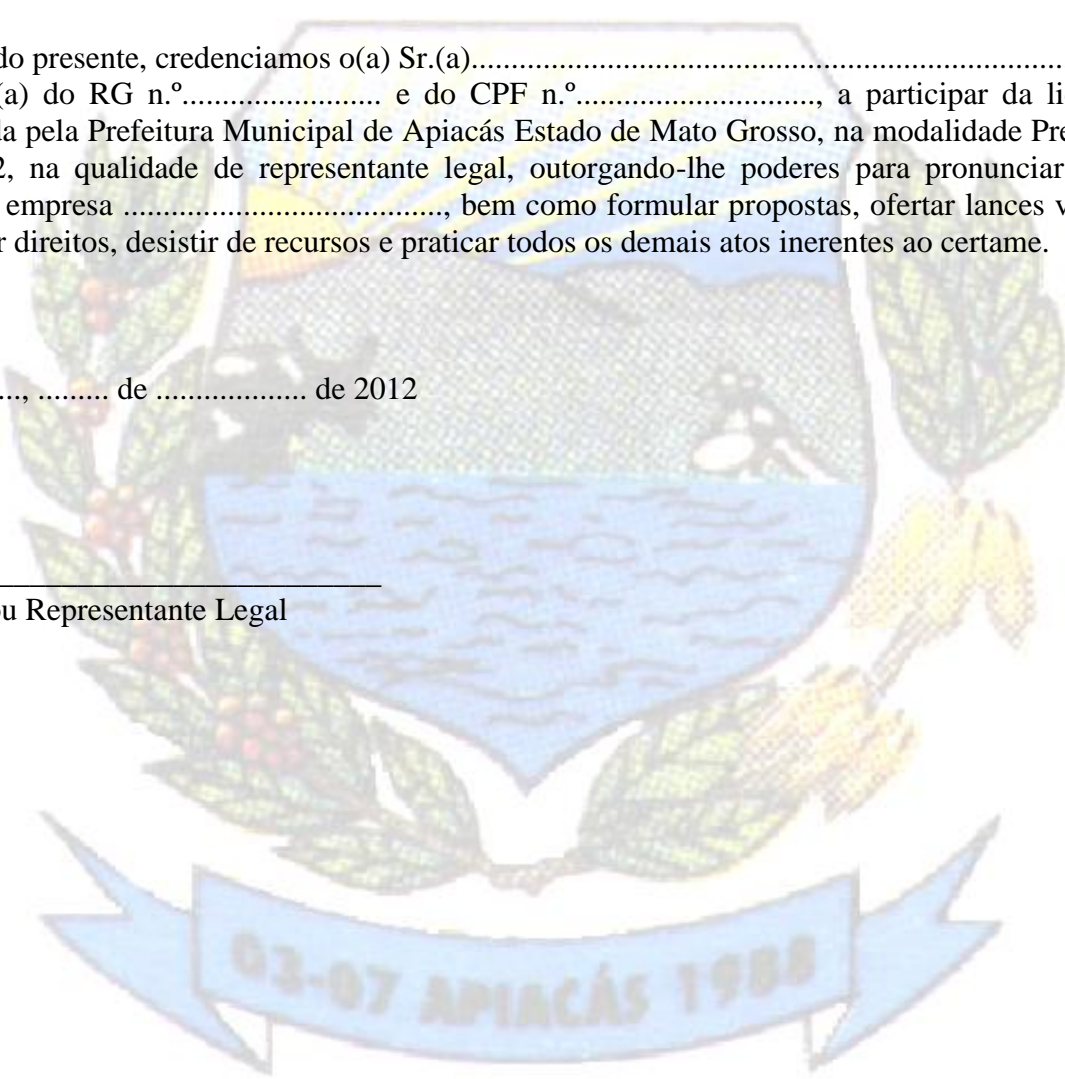 do presente, credenciamos o(a) Sr.(a)..........................................................................
(a) do RG n.º......................... e do CPF n.º.............................., a participar da li
da pela Prefeitura Municipal de Apiacás Estado de Mato Grosso, na modalidade Pre
2, na qualidade de representante legal, outorgando-lhe poderes para pronunciar
empresa ........................................, bem como formular propostas, ofertar lances v
r direitos, desistir de recursos e praticar todos os demais atos inerentes ao certame.
..., ......... de ................... de 2012
________________________
ou Representante Legal
03-07 APIACÁS 1988